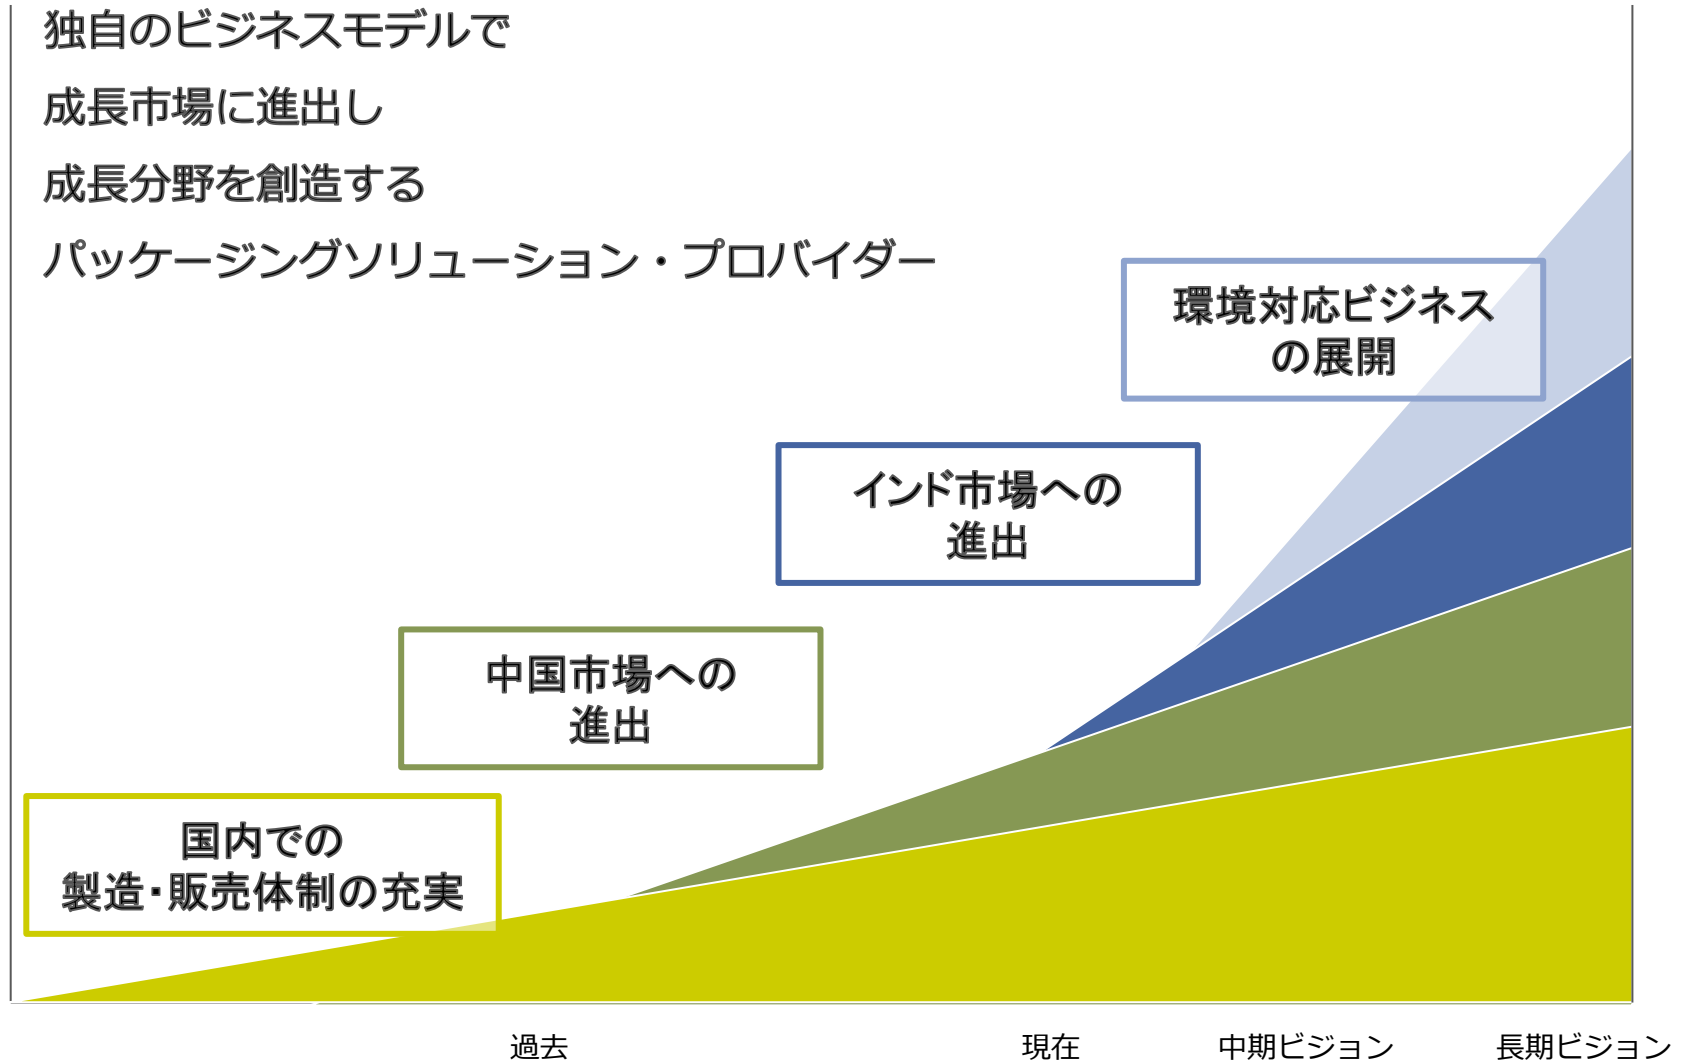 独自のビジネスモデルで
成長市場に進出し
成長分野を創造する
パッケージングソリューション・プロバイダー
環境対応ビジネス
の展開
インド市場への
進出
中国市場への
進出
国内での
製造・販売体制の充実
過去
現在
中期ビジョン
長期ビジョン